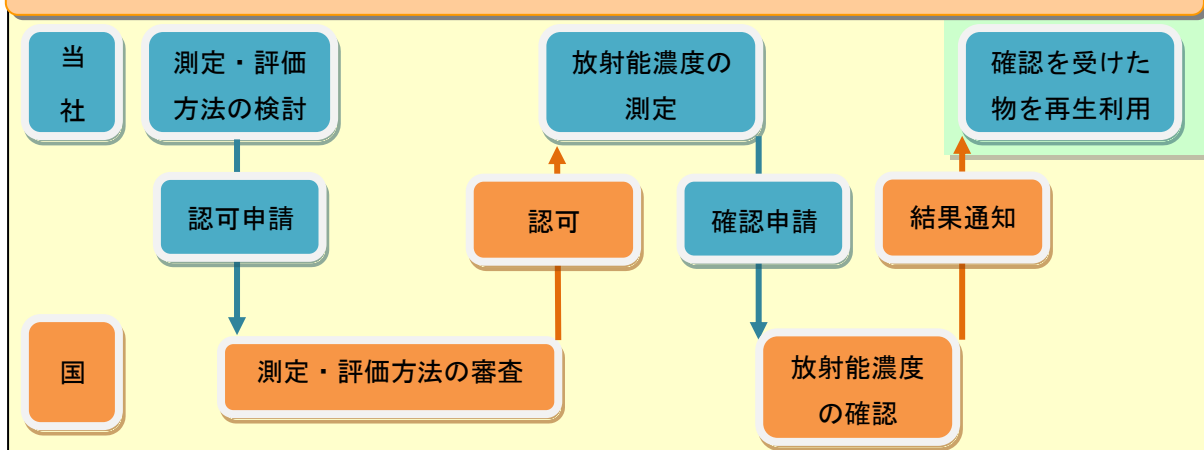 当
社
測定・評価
方法の検討
放射能濃度の
測定
確認を受けた
物を再生利用
認可申請
認可
確認申請
結果通知
国
測定・評価方法の審査
放射能濃度
の確認